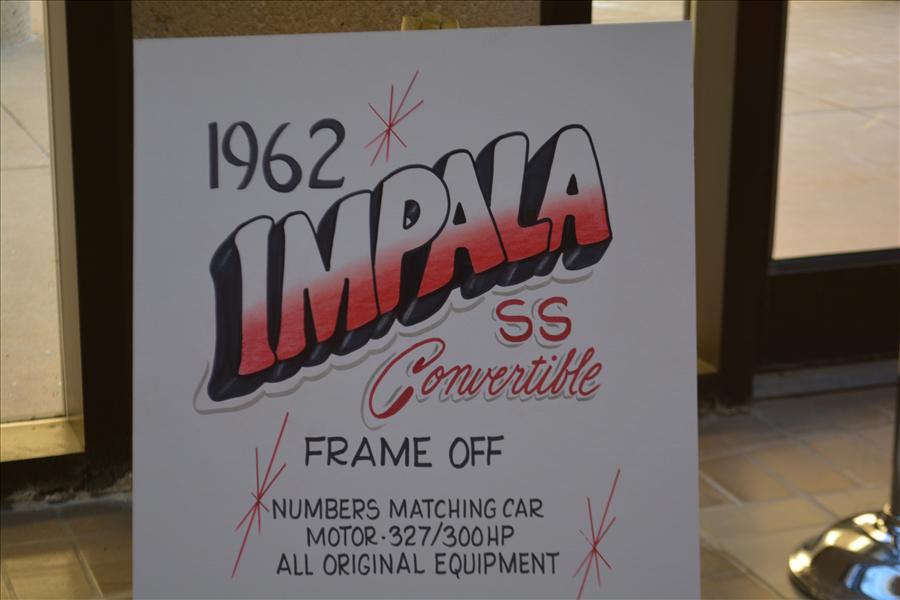 1962
IMPALA
SS
Convertible
FRAME OFF
NUMBERS MATCHING CAR
MOTOR·327/300HP
ALL ORIGINAL EQUIPMENT